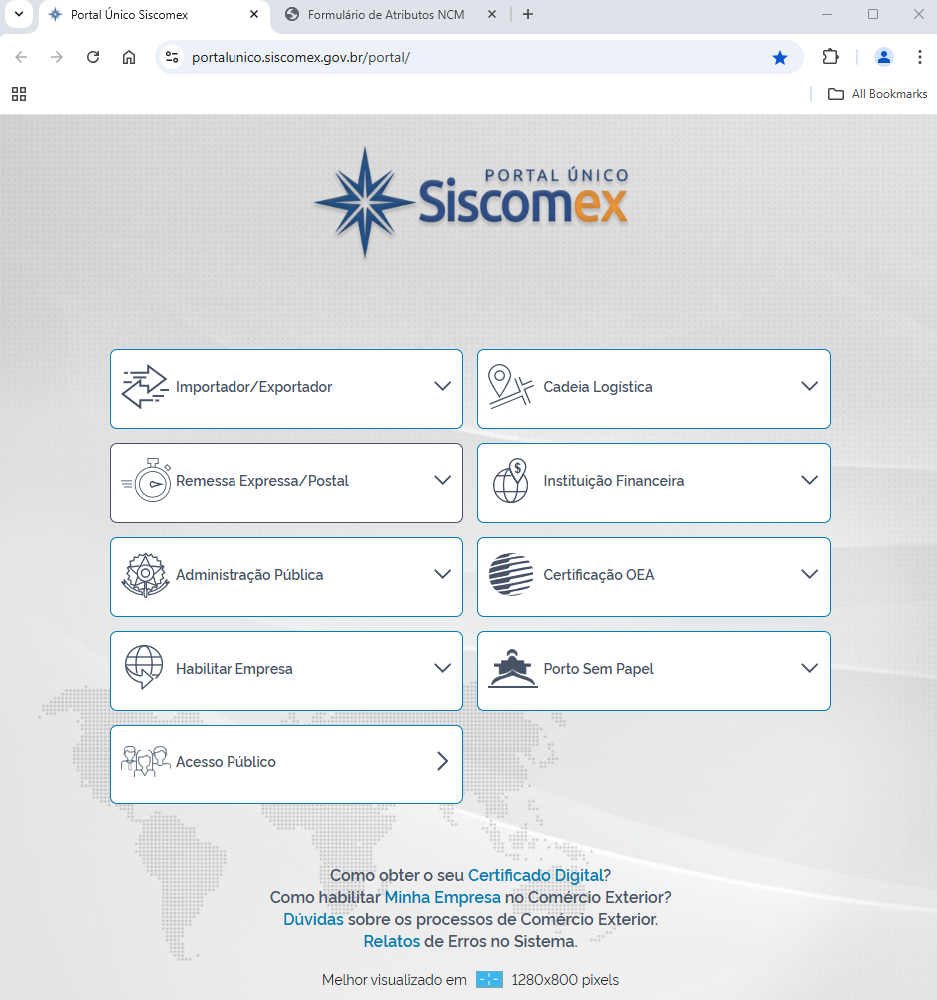 Portal Único Siscomex
Formulário de Atributos NCM
portalunico.siscomex.gov.br/portal/
All Bookmarks
PORTAL ÚNICO
Siscomex
Importador/Exportador
Cadeia Logística
Remessa Expressa/Postal
$
Instituição Financeira
Administração Pública
Certificação OEA
Habilitar Empresa
Porto Sem Papel
Acesso Público
Como obter o seu Certificado Digital?
Como habilitar Minha Empresa no Comércio Exterior?
Dúvidas sobre os processos de Comércio Exterior.
Relatos de Erros no Sistema.
Melhor visualizado em 1280x800 pixels